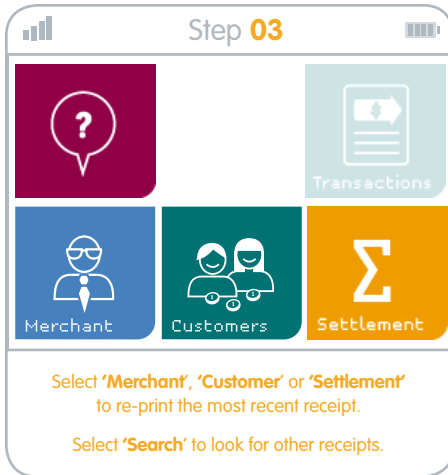 Step 03
?
$
Transactions
Merchant
Customers
Σ
Settlement
Select 'Merchant', 'Customer' or 'Settlement'
to re-print the most recent receipt.
Select 'Search' to look for other receipts.